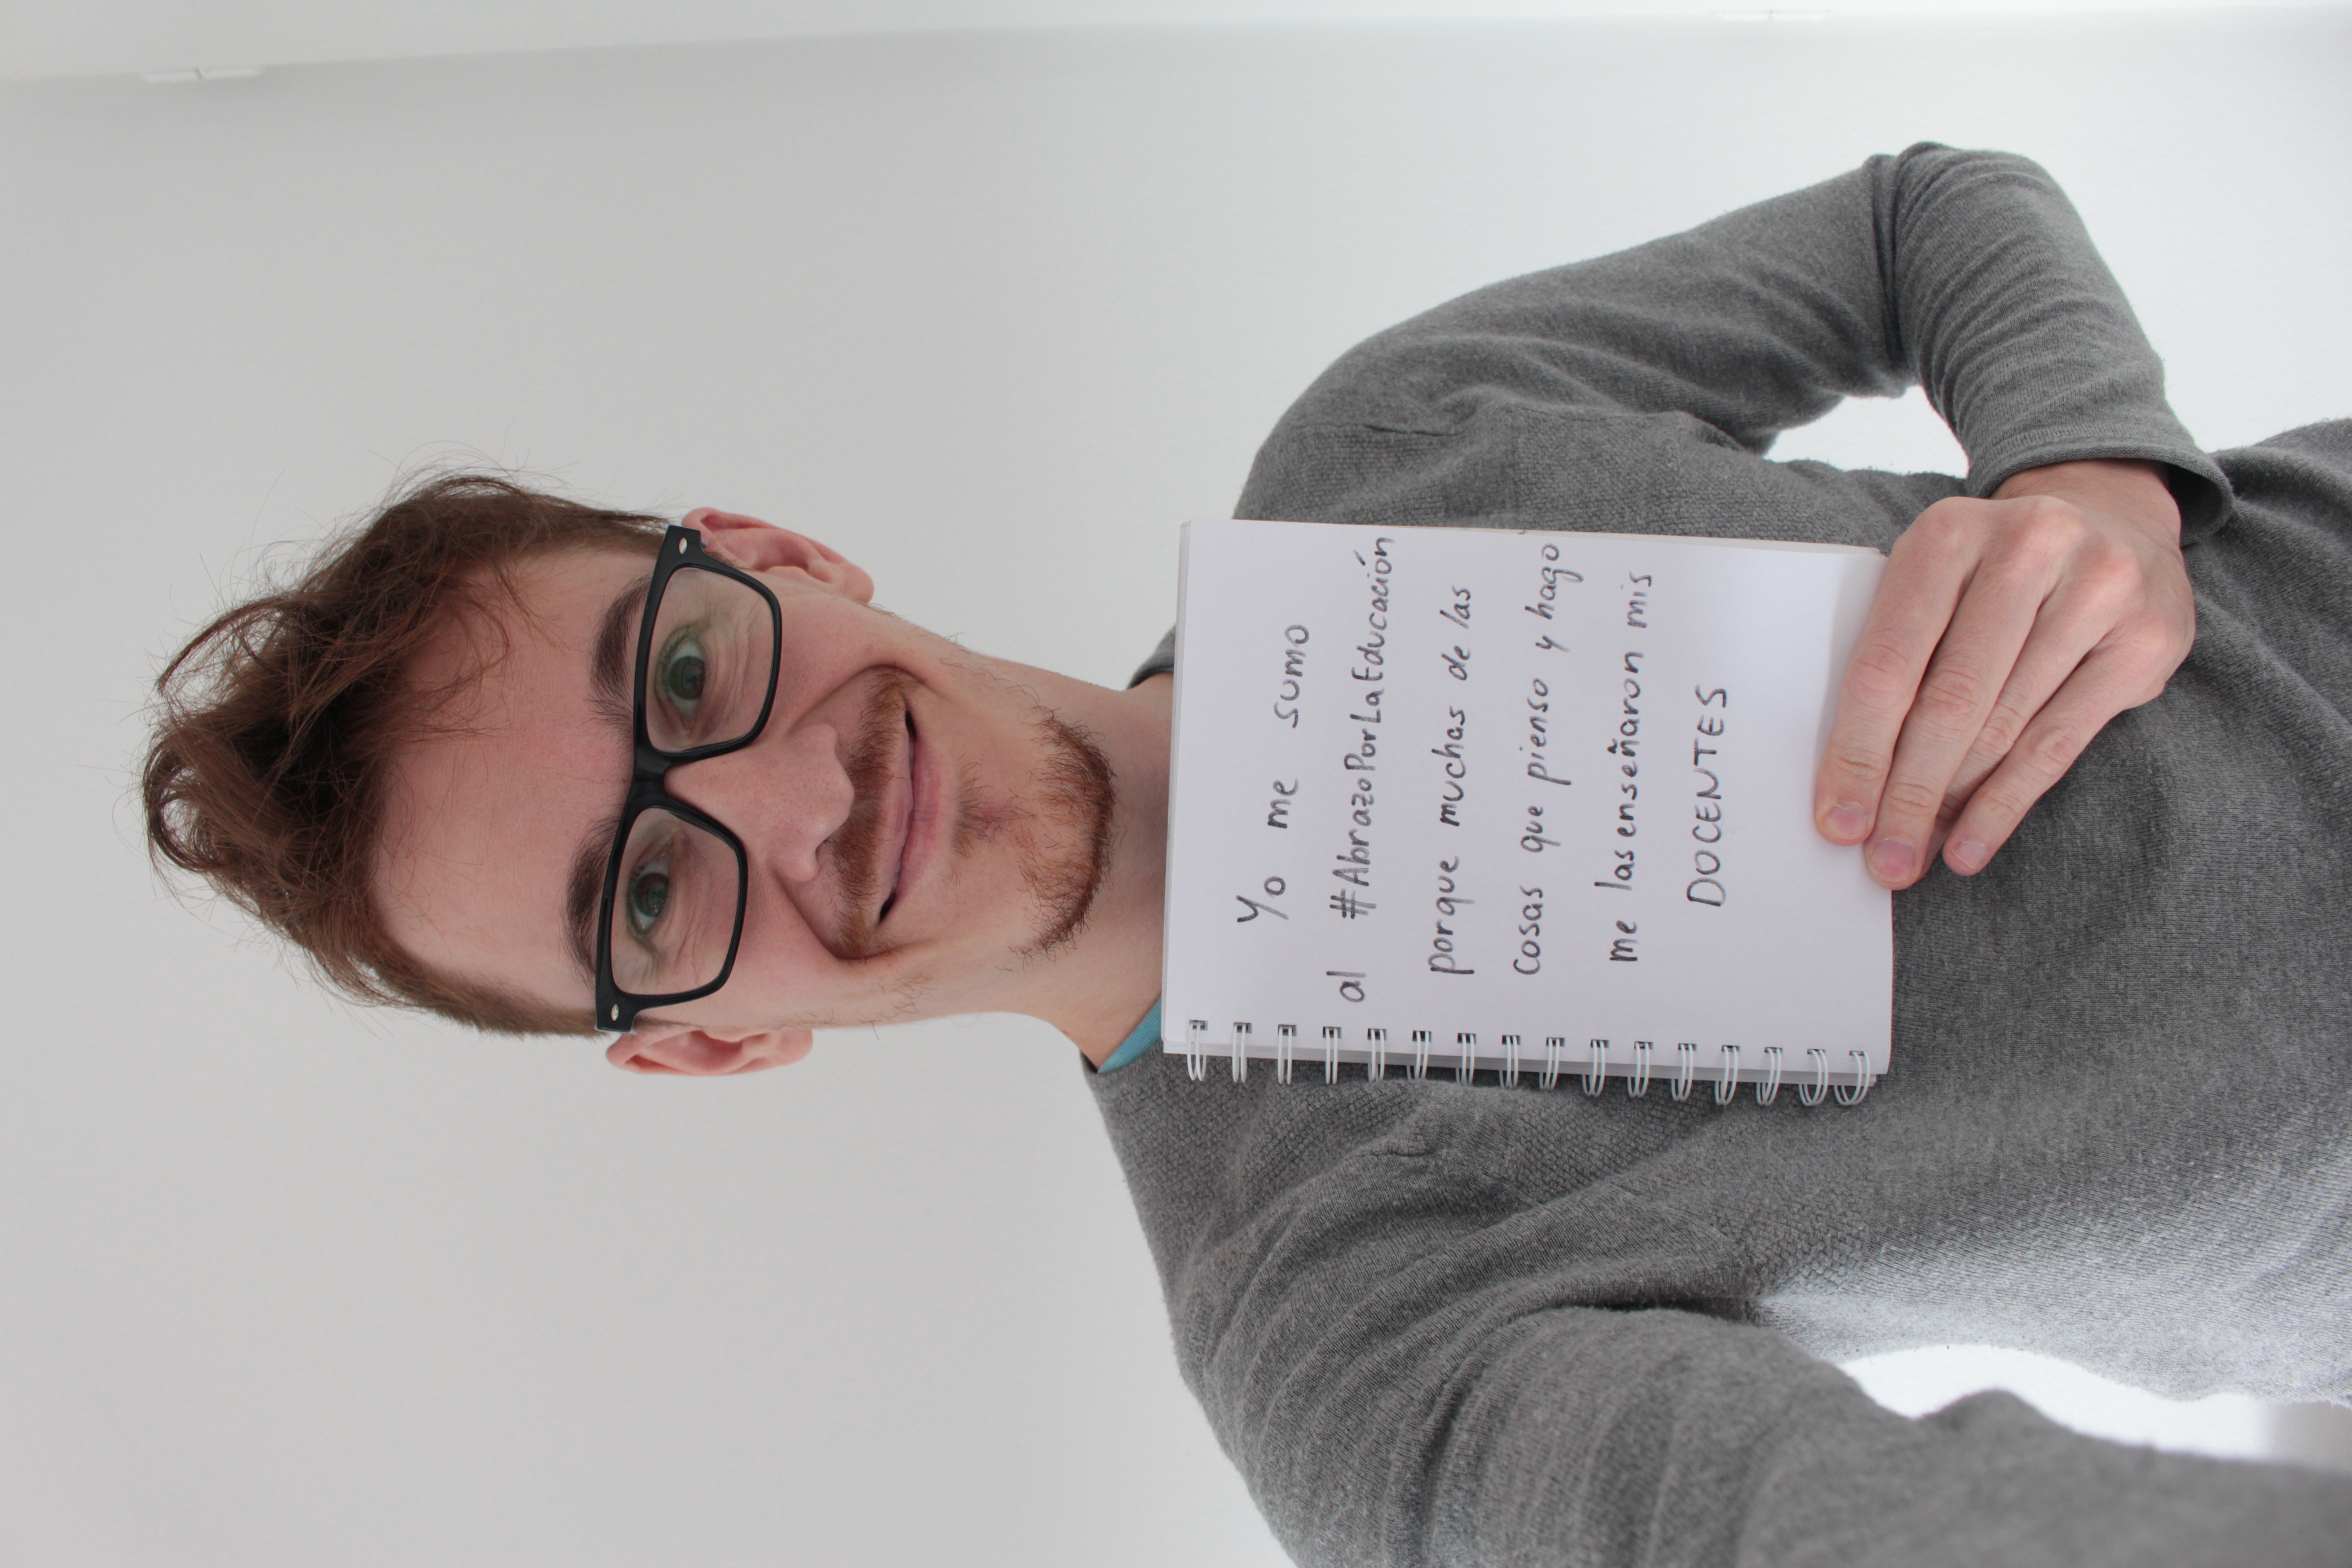 Yo me sumo
al #AbrazoPorLaEducación
porque muchas de las
cosas que pienso y hago
me las enseñaron mis
DOCENTES